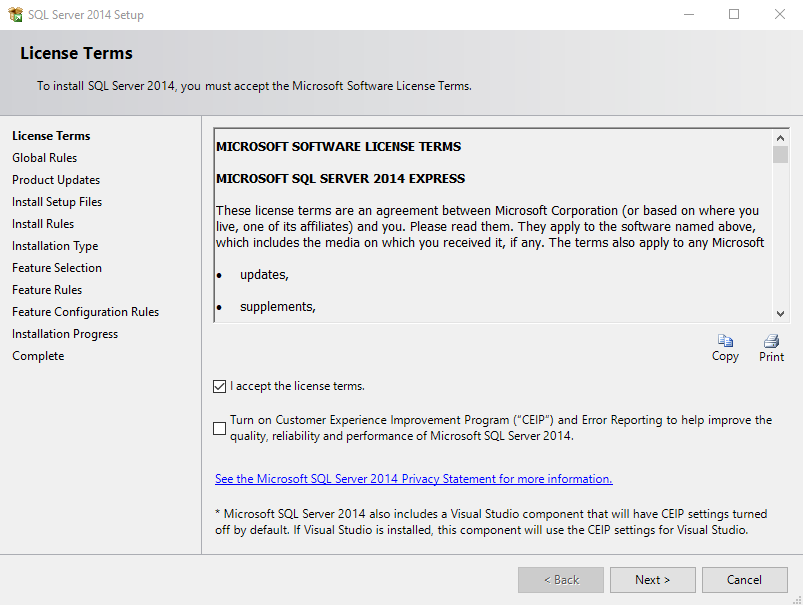 SQL Server 2014 Setup
License Terms
To install SQL Server 2014, you must accept the Microsoft Software License Terms.
License Terms
Global Rules
Product Updates
Install Setup Files
Install Rules
Installation Type
Feature Selection
Feature Rules
Feature Configuration Rules
Installation Progress
Complete
MICROSOFT SOFTWARE LICENSE TERMS
MICROSOFT SQL SERVER 2014 EXPRESS
These license terms are an agreement between Microsoft Corporation (or based on where you
live, one of its affiliates) and you. Please read them. They apply to the software named above,
which includes the media on which you received it, if any. The terms also apply to any Microsoft
• updates,
• supplements,
Copy Print
I accept the license terms.
Turn on Customer Experience Improvement Program ("CEIP") and Error Reporting to help improve the
quality, reliability and performance of Microsoft SQL Server 2014.
See the Microsoft SQL Server 2014 Privacy Statement for more information.
* Microsoft SQL Server 2014 also includes a Visual Studio component that will have CEIP settings turned
off by default. If Visual Studio is installed, this component will use the CEIP settings for Visual Studio.
< Back Next > Cancel